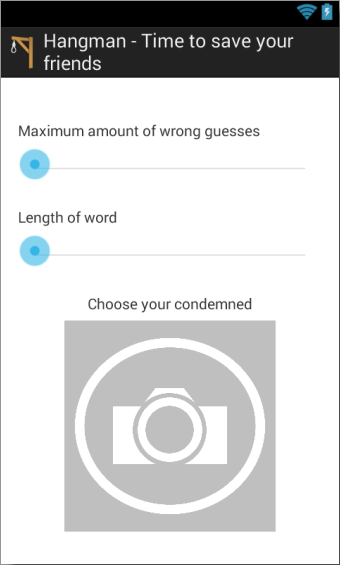 Hangman - Time to save your
friends
Maximum amount of wrong guesses
Length of word
Choose your condemned